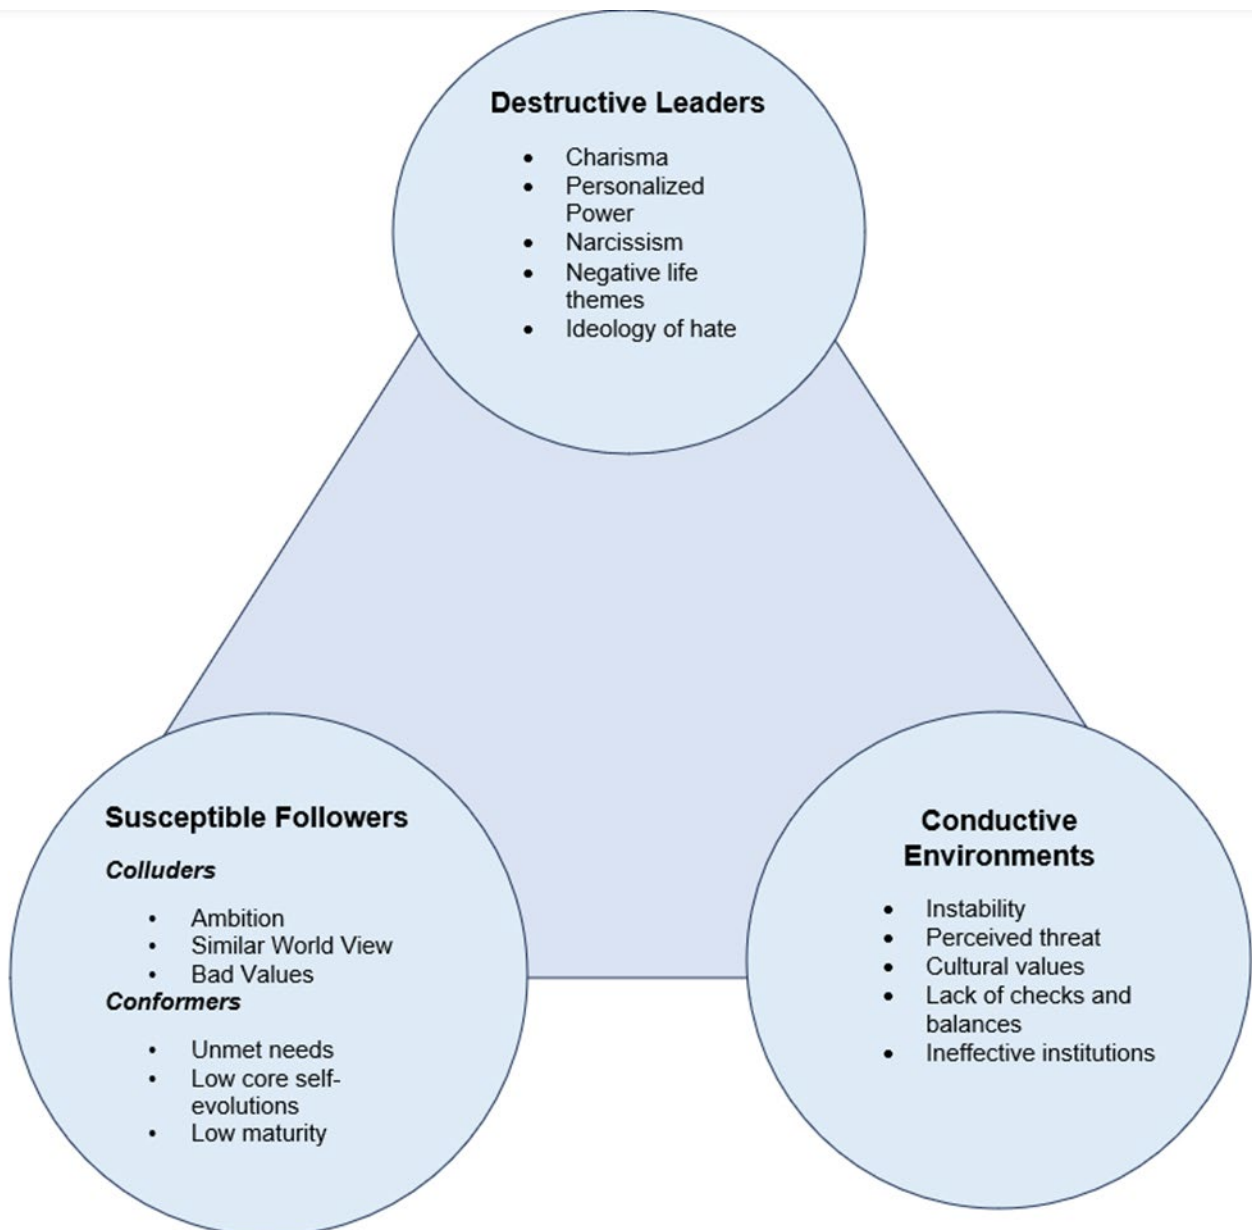 Destructive Leaders
• Charisma
• Personalized
Power
• Narcissism
• Negative life
themes
• Ideology of hate
Susceptible Followers
Colluders
• Ambition
• Similar World View
• Bad Values
Conformers
• Unmet needs
• Low core self-
evolutions
• Low maturity
Conductive
Environments
• Instability
• Perceived threat
• Cultural values
• Lack of checks and
balances
• Ineffective institutions